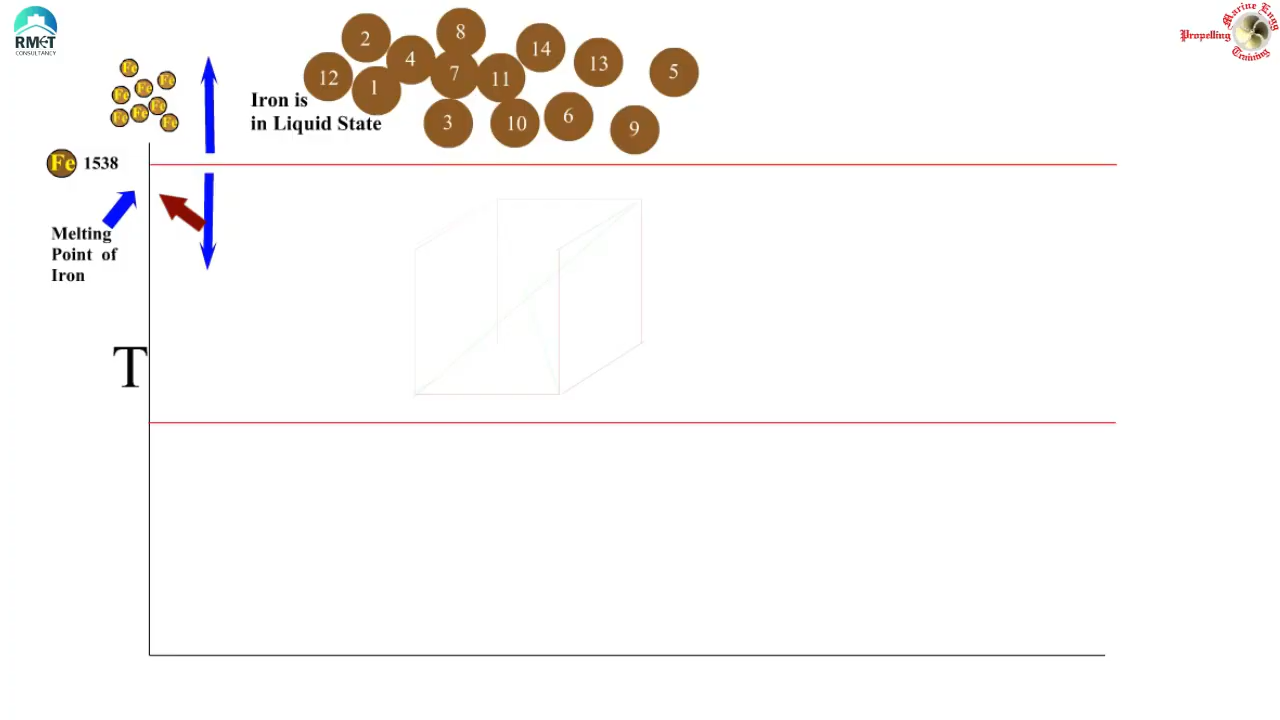 RMET
CONSULTANCY
Marine Engg
Propelling
Training
2
8
14
4
13
12
7
11
5
1
3
10
6
9
Fe
Fe
Fe
Fe
Fe
Fe
Fe
Fe
Iron is
in Liquid State
Fe 1538
Melting
Point of
Iron
T